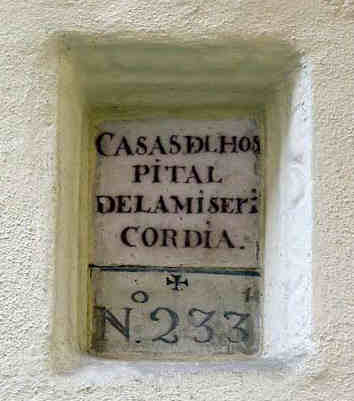 CASAS DL HOS
PITAL
DE LA MISERI
CORDIA.
✠
Nº. 233